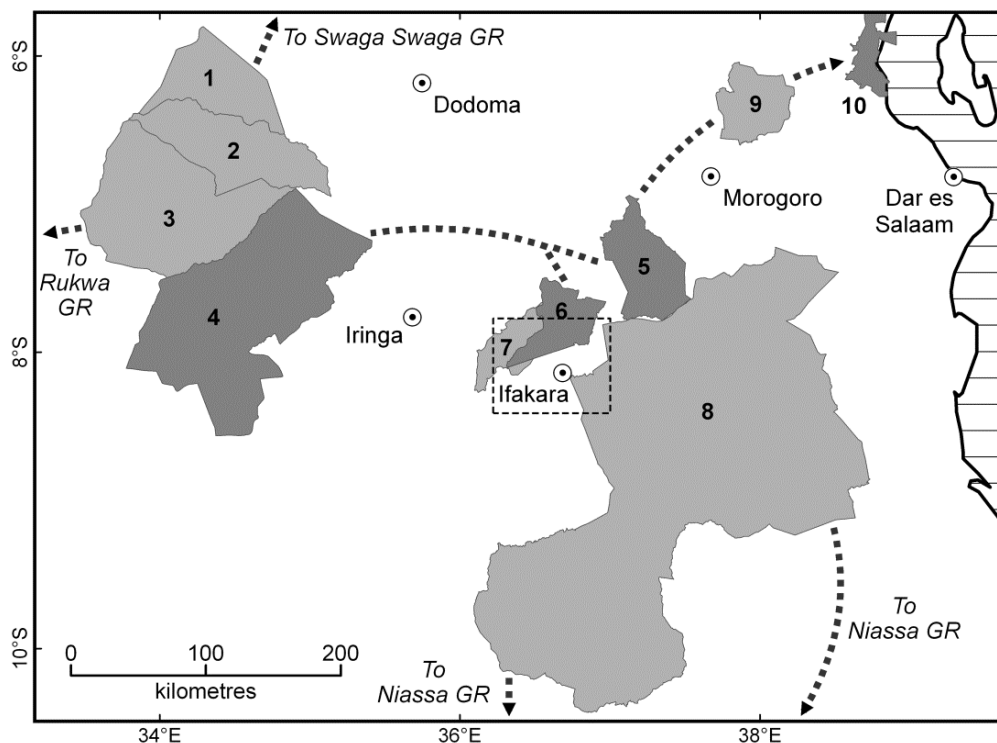 6°S
8°S
10°S
To Swaga Swaga GR
1
2
3
4
5
6
7
8
9
10
Dodoma
Morogoro
Dar es
Salaam
To
Rukwa
GR
Iringa
Ifakara
To
Niassa GR
To
Niassa GR
0 100 200
kilometres
34°E 36°E 38°E